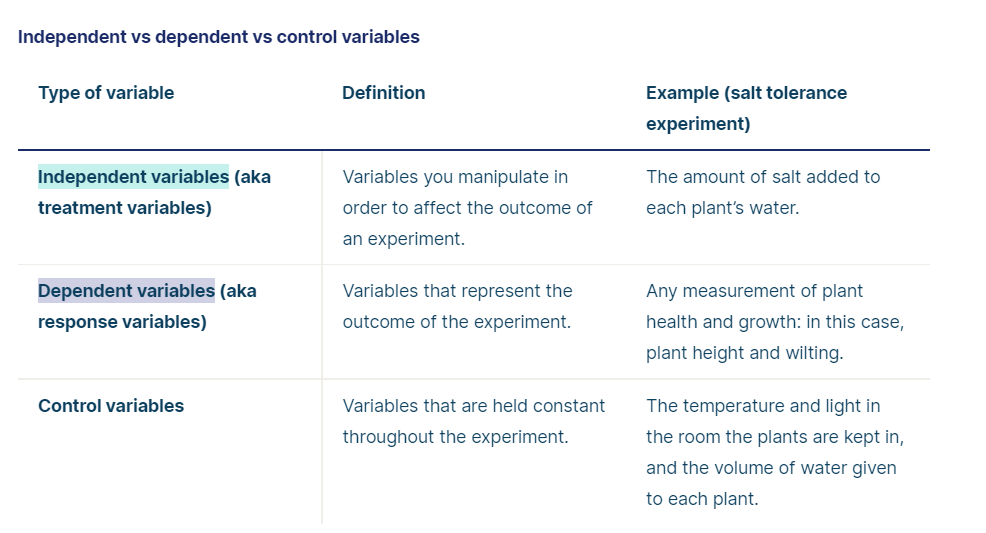 Independent vs dependent vs control variables
Type of variable
Definition
Example (salt tolerance
experiment)
Independent variables (aka
treatment variables)
Variables you manipulate in
order to affect the outcome of
an experiment.
The amount of salt added to
each plant’s water.
Dependent variables (aka
response variables)
Variables that represent the
outcome of the experiment.
Any measurement of plant
health and growth: in this case,
plant height and wilting.
Control variables
Variables that are held constant
throughout the experiment.
The temperature and light in
the room the plants are kept in,
and the volume of water given
to each plant.